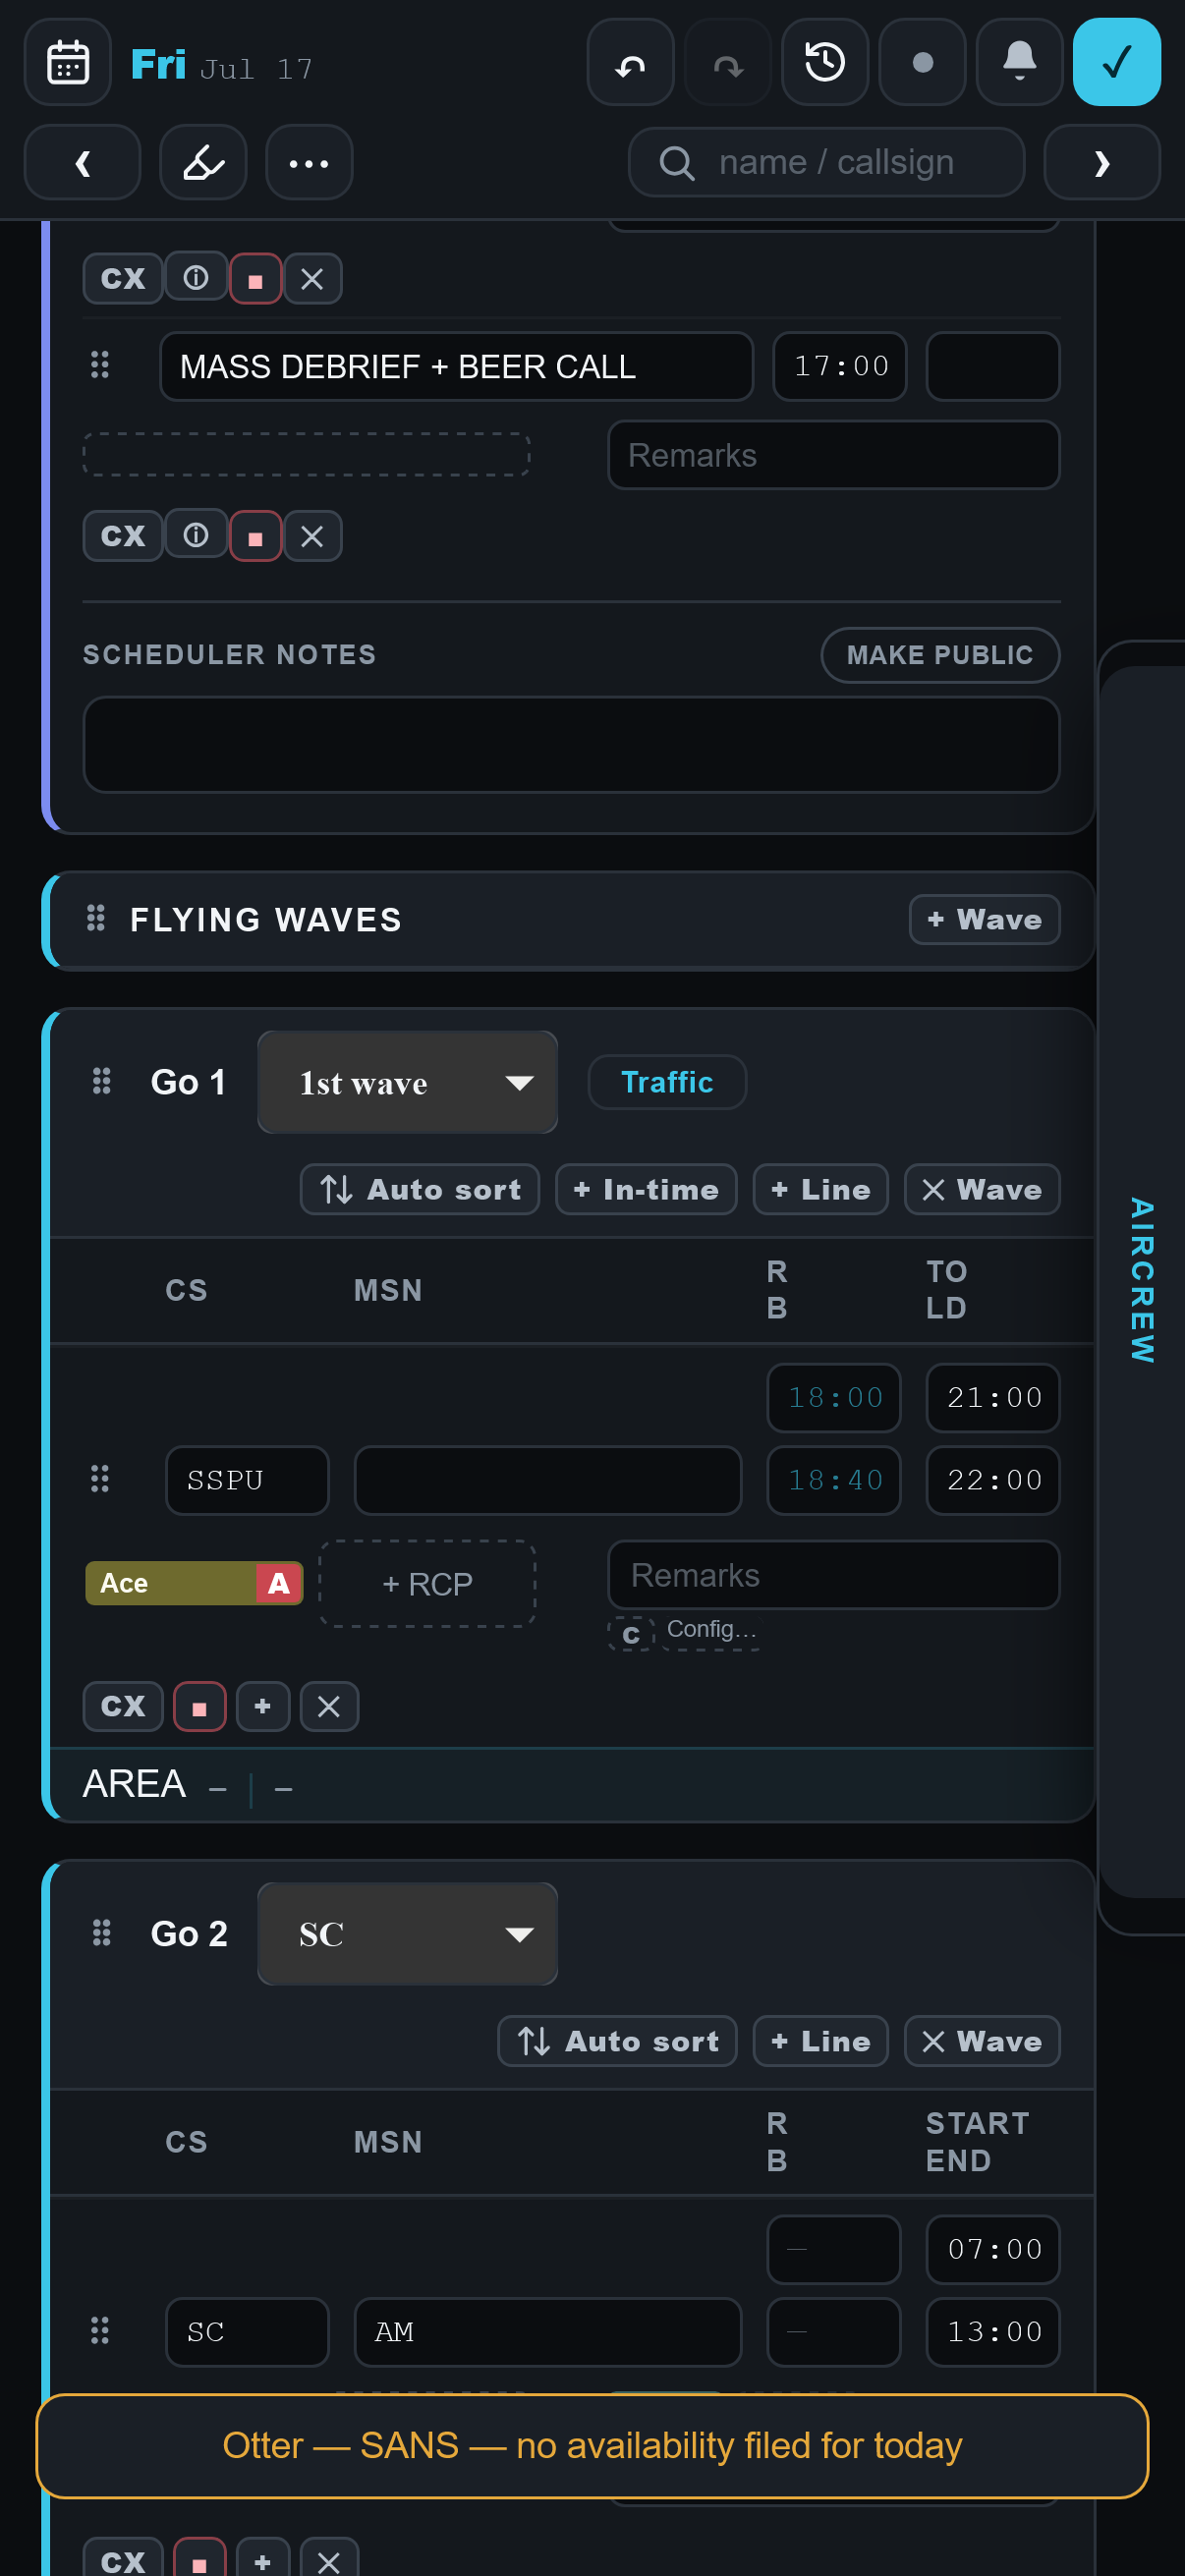 Fri Jul 17
name / callsign
CX
MASS DEBRIEF + BEER CALL 17:00
Remarks
CX
SCHEDULER NOTES MAKE PUBLIC
FLYING WAVES + Wave
Go 1 1st wave Traffic
Auto sort + In-time + Line × Wave
CS MSN R B TO LD
18:00 21:00
SSPU 18:40 22:00
Ace A + RCP Remarks
C Config...
CX + ×
AREA – | –
AIRCREW
Go 2 SC
Auto sort + Line × Wave
CS MSN R B START END
— 07:00
SC AM — 13:00
Otter — SANS — no availability filed for today
CX + ×